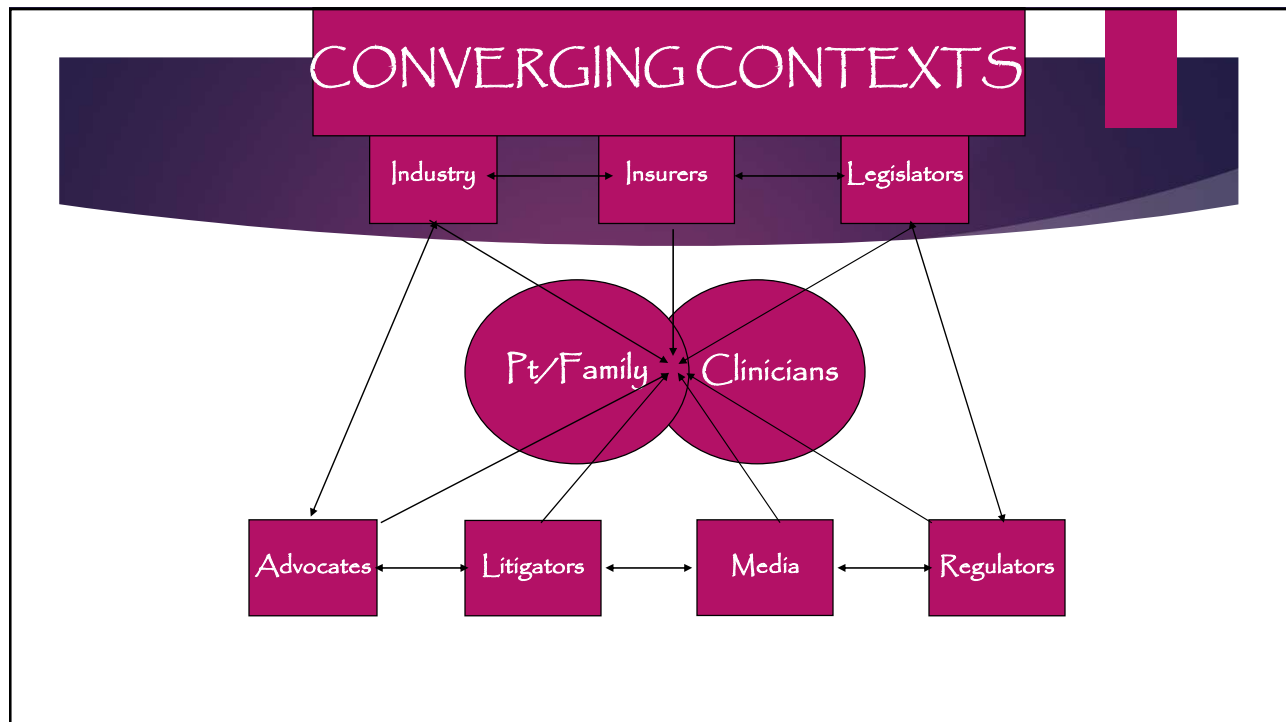 CONVERGING CONTEXTS
Industry
Insurers
Legislators
Pt/Family
Clinicians
Advocates
Litigators
Media
Regulators